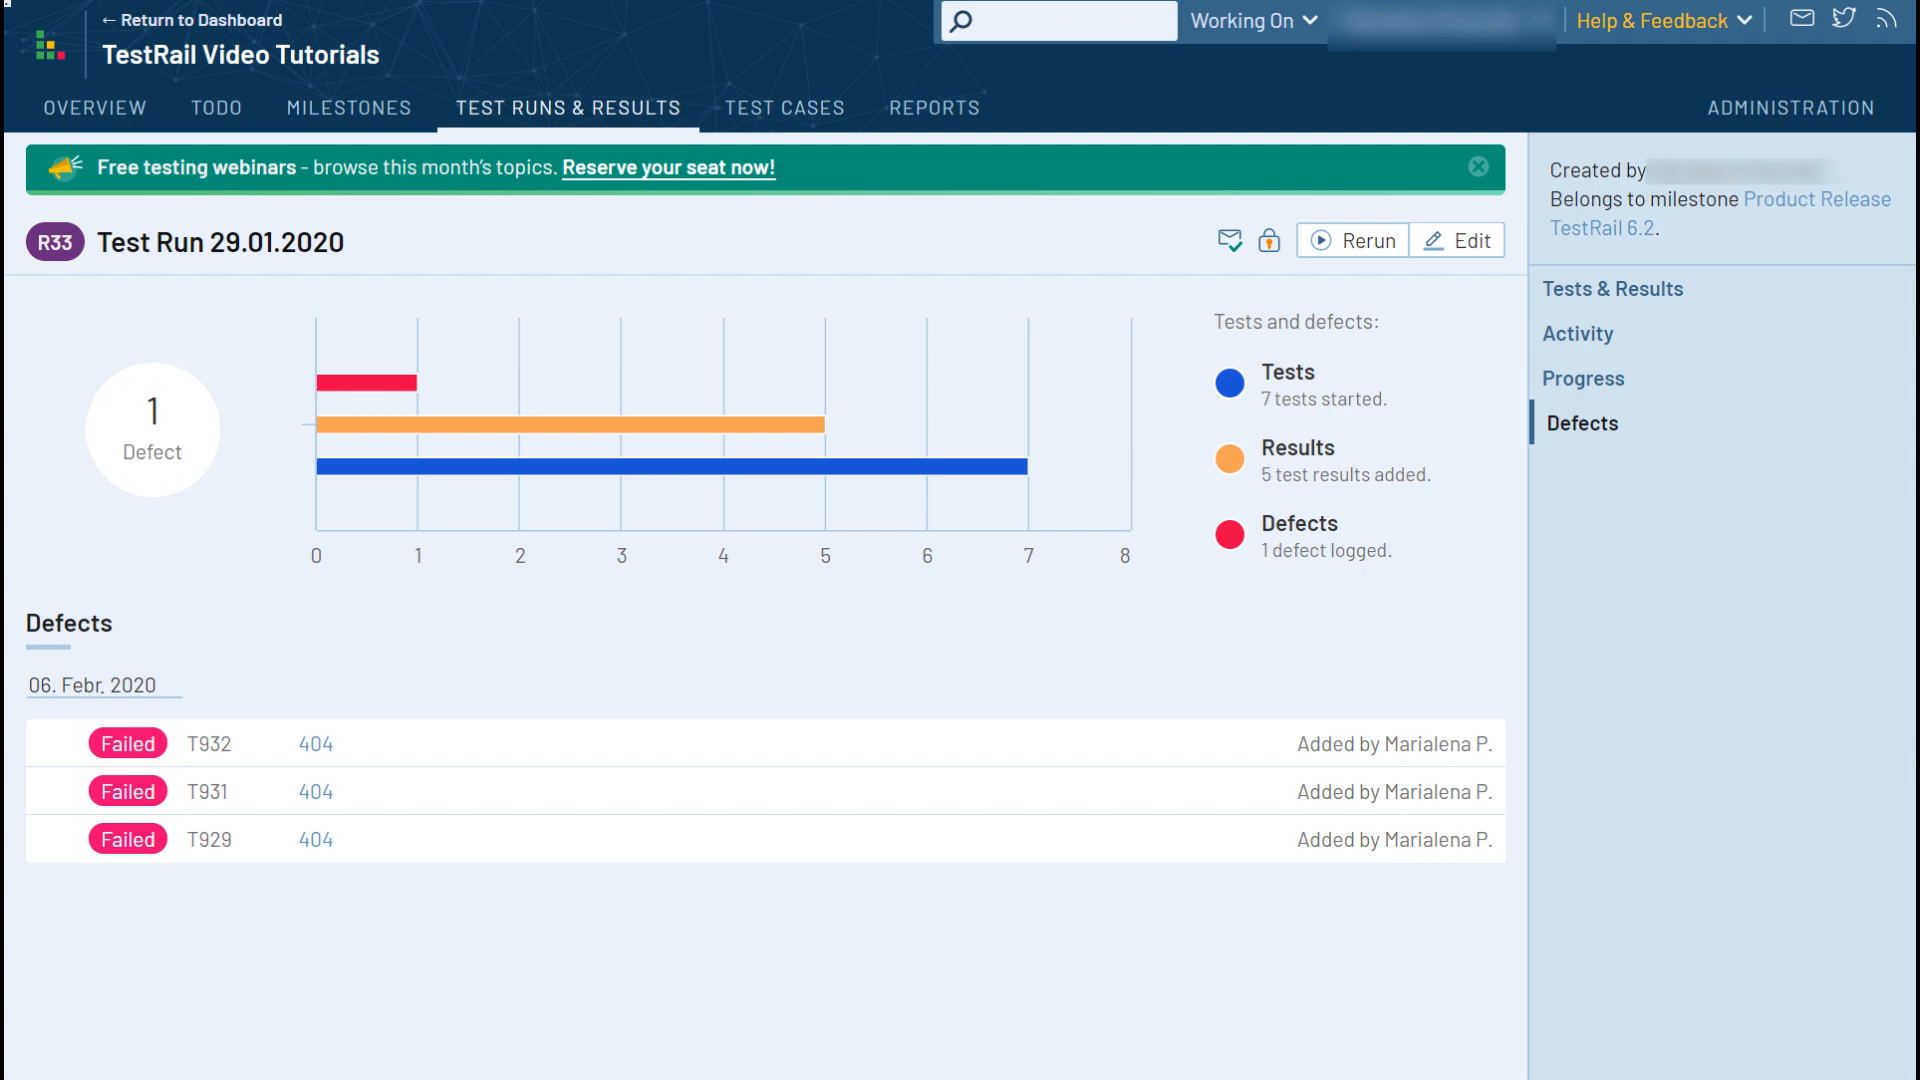 ← Return to Dashboard
TestRail Video Tutorials
Working On
Help & Feedback
OVERVIEW TODO MILESTONES TEST RUNS & RESULTS TEST CASES REPORTS ADMINISTRATION
Free testing webinars - browse this month's topics. Reserve your seat now!
R33 Test Run 29.01.2020
Rerun Edit
Created by
Belongs to milestone Product Release
TestRail 6.2.
Tests & Results
Activity
Progress
Defects
1
Defect
0 1 2 3 4 5 6 7 8
Tests and defects:
Tests
7 tests started.
Results
5 test results added.
Defects
1 defect logged.
Defects
06. Febr. 2020
Failed T932 404 Added by Marialena P.
Failed T931 404 Added by Marialena P.
Failed T929 404 Added by Marialena P.